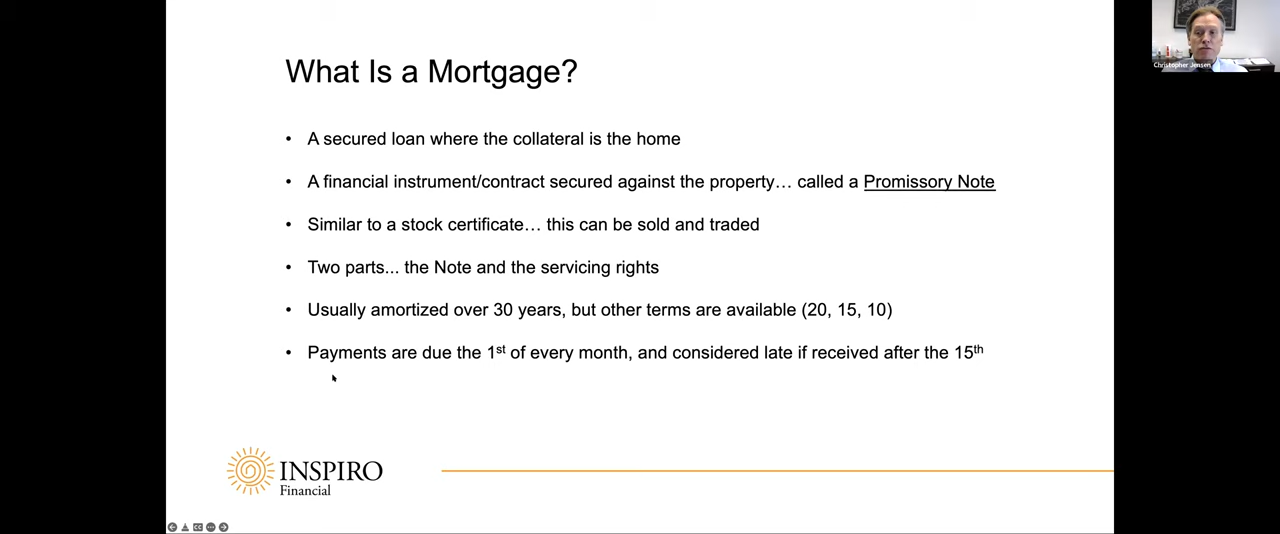 What Is a Mortgage?
• A secured loan where the collateral is the home
• A financial instrument/contract secured against the property… called a Promissory Note
• Similar to a stock certificate… this can be sold and traded
• Two parts... the Note and the servicing rights
• Usually amortized over 30 years, but other terms are available (20, 15, 10)
• Payments are due the 1st of every month, and considered late if received after the 15th
INSPIRO
Financial
Christopher Jensen